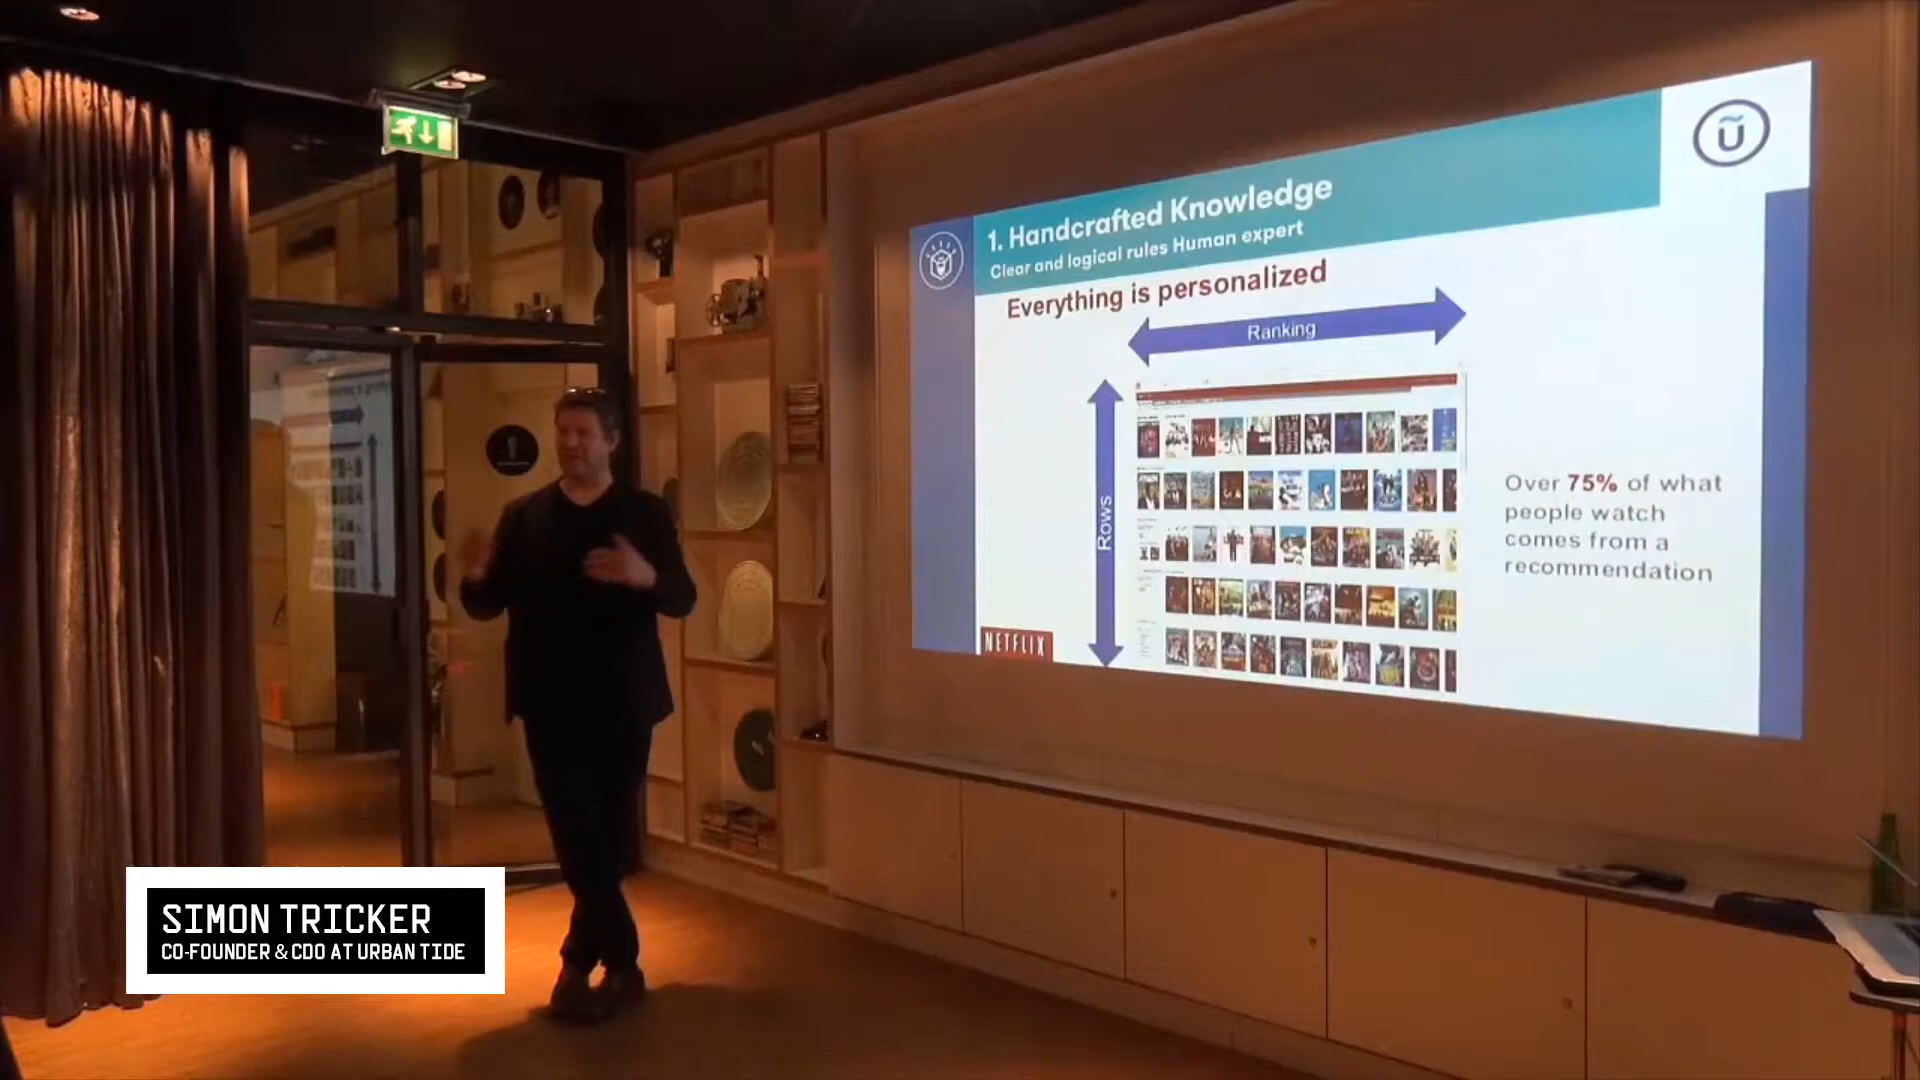 1. Handcrafted Knowledge
Clear and logical rules Human expert
Everything is personalized
Ranking
Rows
Over 75% of what
people watch
comes from a
recommendation
NETFLIX
SIMON TRICKER
CO-FOUNDER & CDO AT URBAN TIDE